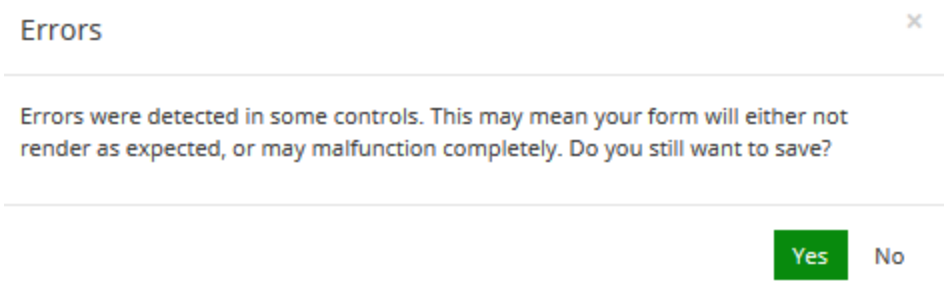 Errors
×
Errors were detected in some controls. This may mean your form will either not
render as expected, or may malfunction completely. Do you still want to save?
Yes No